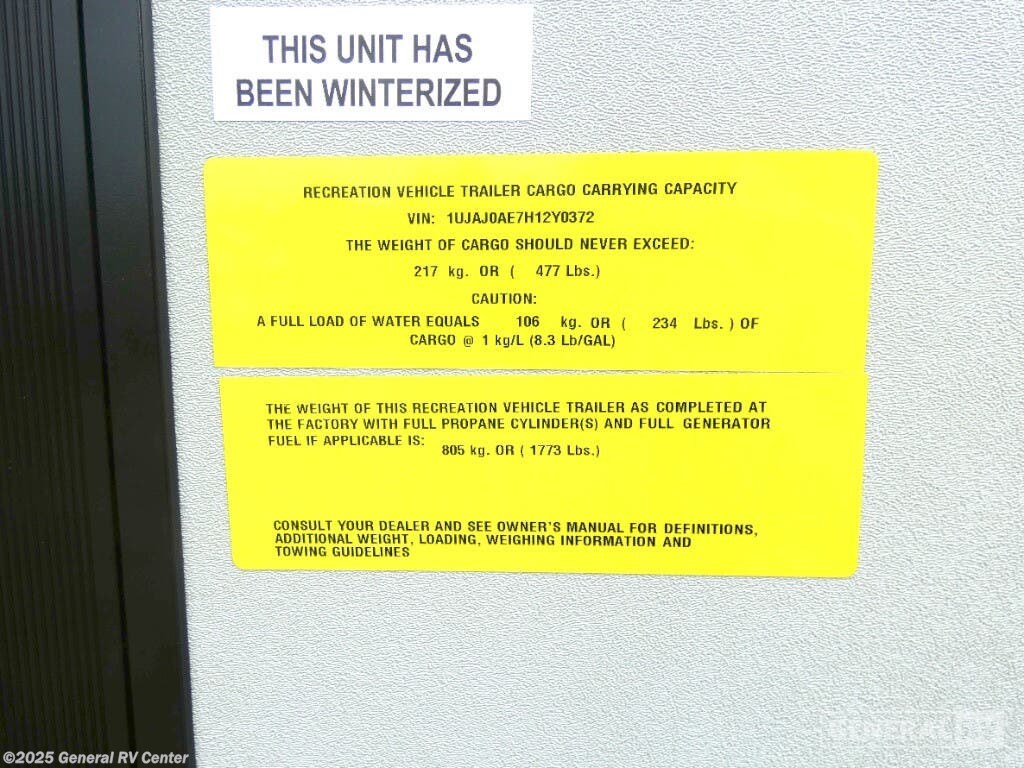 THIS UNIT HAS
BEEN WINTERIZED
RECREATION VEHICLE TRAILER CARGO CARRYING CAPACITY
VIN: 1UJAJ0AE7H12Y0372
THE WEIGHT OF CARGO SHOULD NEVER EXCEED:
217 kg. OR ( 477 Lbs.)
CAUTION:
A FULL LOAD OF WATER EQUALS 106 kg. OR ( 234 Lbs. ) OF
CARGO @ 1 kg/L (8.3 Lb/GAL)
THE WEIGHT OF THIS RECREATION VEHICLE TRAILER AS COMPLETED AT
THE FACTORY WITH FULL PROPANE CYLINDER(S) AND FULL GENERATOR
FUEL IF APPLICABLE IS:
805 kg. OR ( 1773 Lbs.)
CONSULT YOUR DEALER AND SEE OWNER'S MANUAL FOR DEFINITIONS,
ADDITIONAL WEIGHT, LOADING, WEIGHING INFORMATION AND
TOWING GUIDELINES
GENERAL RV
©2025 General RV Center